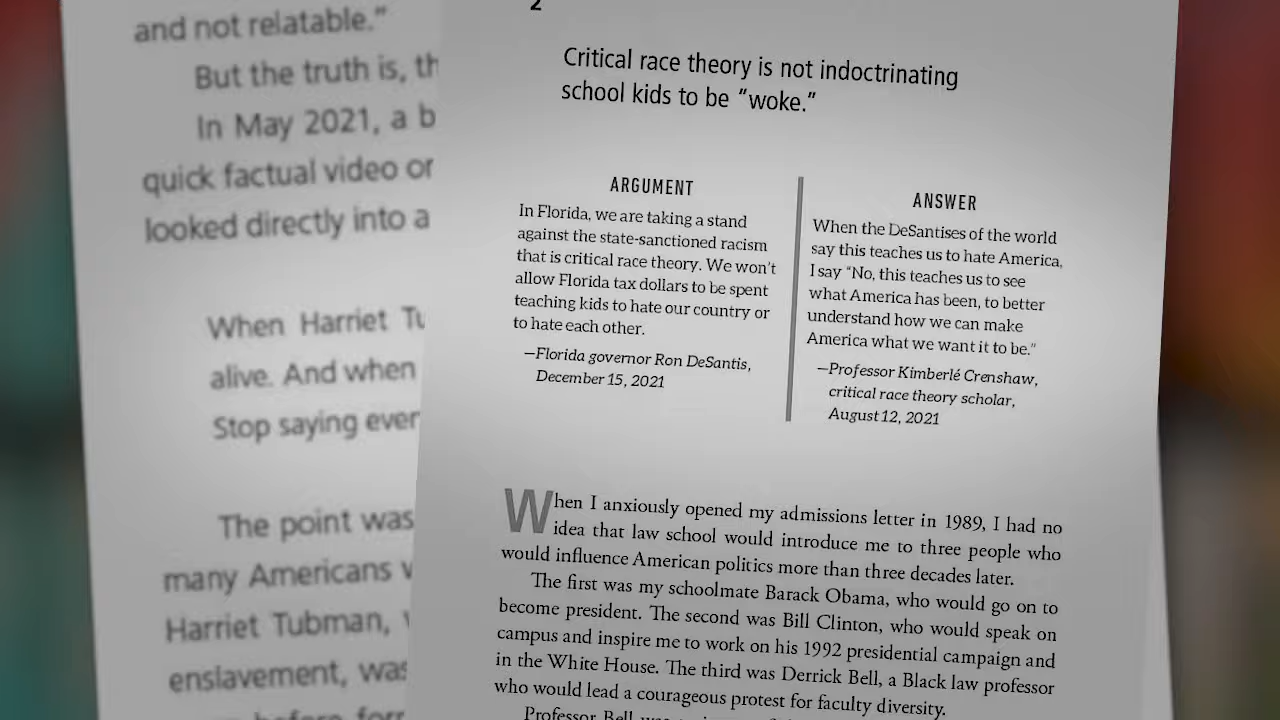 and not relatable.”
But the truth is, th
In May 2021, a b
quick factual video or
looked directly into a
When Harriet Tu
alive. And when
Stop saying ever
The point was
many Americans
Harriet Tubman,
enslavement, was
before
2
Critical race theory is not indoctrinating
school kids to be “woke.”
ARGUMENT
In Florida, we are taking a stand
against the state-sanctioned racism
that is critical race theory. We won’t
allow Florida tax dollars to be spent
teaching kids to hate our country or
to hate each other.
—Florida governor Ron DeSantis,
December 15, 2021
ANSWER
When the DeSantises of the world
say this teaches us to hate America,
I say “No, this teaches us to see
what America has been, to better
understand how we can make
America what we want it to be.”
—Professor Kimberlé Crenshaw,
critical race theory scholar,
August 12, 2021
When I anxiously opened my admissions letter in 1989, I had no
idea that law school would introduce me to three people who
would influence American politics more than three decades later.
The first was my schoolmate Barack Obama, who would go on to
become president. The second was Bill Clinton, who would speak on
campus and inspire me to work on his 1992 presidential campaign and
in the White House. The third was Derrick Bell, a Black law professor
who would lead a courageous protest for faculty diversity.
Professor Bell